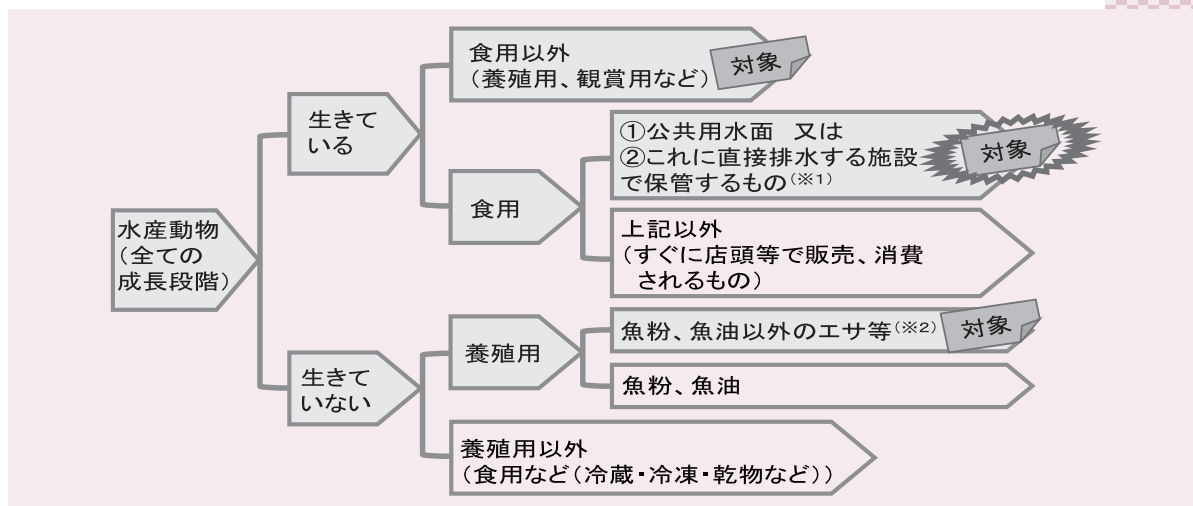 水産動物
（全ての
成長段階）
生きて
いる
食用以外
（養殖用、観賞用など）
対象
食用
①公共用水面　又は
②これに直接排水する施設
で保管するもの(※1)
対象
上記以外
（すぐに店頭等で販売、消費
されるもの）
生きて
いない
養殖用
魚粉、魚油以外のエサ等(※2)
対象
魚粉、魚油
養殖用以外
（食用など（冷蔵・冷凍・乾物など））